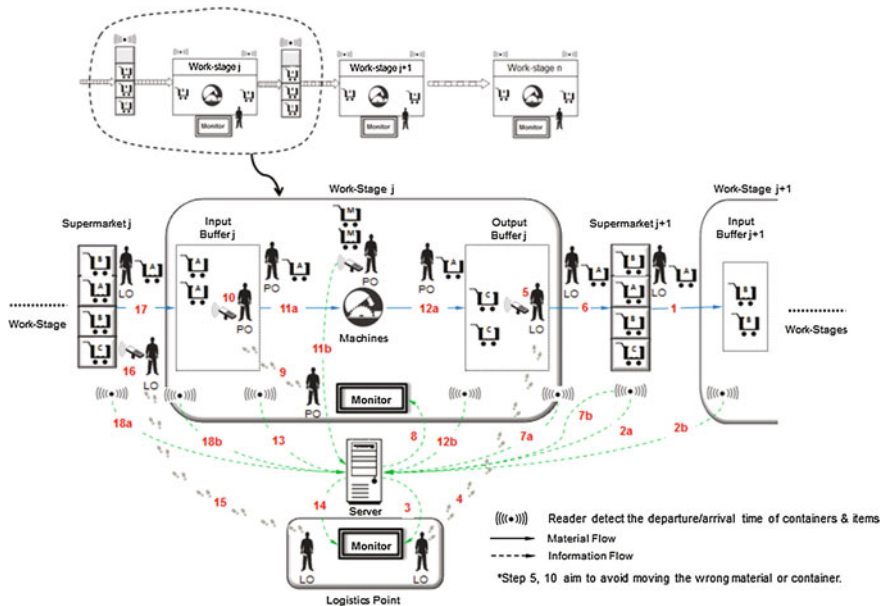 Work-stage j
Work-stage j+1
Work-stage n
Monitor
Monitor
Monitor
Work-Stage j
Work-Stage j+1
Supermarket j
Input
Buffer j
Output
Buffer j
Supermarket j+1
Input
Buffer j+1
M
M
B
A
B
C
A
LO
17
A
A
10
PO
PO
A
11a
PO
Machines
A
PO
12a
C
C
5
LO
LO
A
6
B
A
B
C
LO
A
1
B
B
Work-Stage
Work-Stages
16
LO
9
PO
11b
Monitor
18a
18b
13
8
12b
7a
7b
2a
2b
Server
15
14
3
4
Monitor
LO
LO
Logistics Point
Reader detect the departure/arrival time of containers & items
Material Flow
Information Flow
*Step 5, 10 aim to avoid moving the wrong material or container.